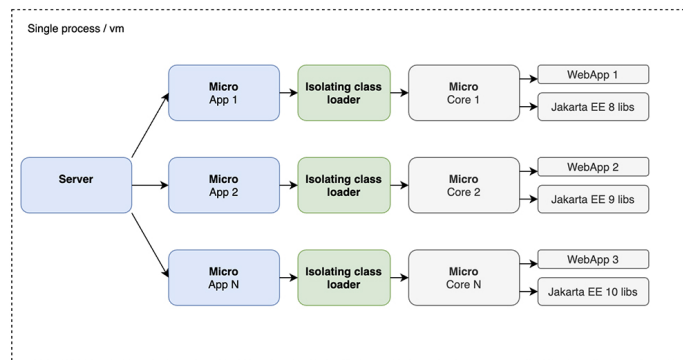 Single process / vm
Micro
App 1
Isolating class
loader
Micro
Core 1
WebApp 1
Jakarta EE 8 libs
Server
Micro
App 2
Isolating class
loader
Micro
Core 2
WebApp 2
Jakarta EE 9 libs
Micro
App N
Isolating class
loader
Micro
Core N
WebApp 3
Jakarta EE 10 libs